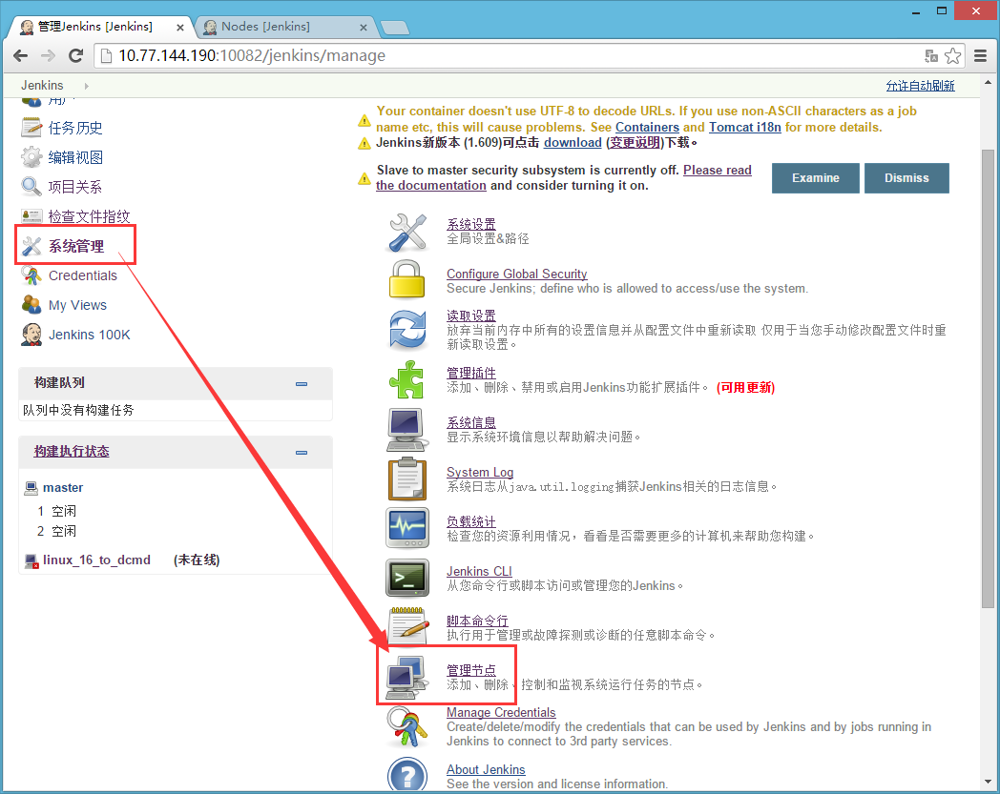 管理Jenkins [Jenkins]
Nodes [Jenkins]
10.77.144.190:10082/jenkins/manage
Jenkins
允许自动刷新
用户
任务历史
编辑视图
项目关系
检查文件指纹
系统管理
Credentials
My Views
Jenkins 100K
构建队列
队列中没有构建任务
构建执行状态
master
1 空闲
2 空闲
linux_16_to_dcmd (未在线)
Your container doesn't use UTF-8 to decode URLs. If you use non-ASCII characters as a job
name etc, this will cause problems. See Containers and Tomcat i18n for more details.
Jenkins新版本 (1.609)可点击 download (变更说明)下载。
Slave to master security subsystem is currently off. Please read
the documentation and consider turning it on.
Examine
Dismiss
系统设置
全局设置&路径
Configure Global Security
Secure Jenkins; define who is allowed to access/use the system.
读取设置
放弃当前内存中所有的设置信息并从配置文件中重新读取 仅用于当您手动修改配置文件时重
新读取设置。
管理插件
添加、删除、禁用或启用Jenkins功能扩展插件。 (可用更新)
系统信息
显示系统环境信息以帮助解决问题。
System Log
系统日志从java.util.logging捕获Jenkins相关的日志信息。
负载统计
检查您的资源利用情况，看看是否需要更多的计算机来帮助您构建。
Jenkins CLI
从您命令行或脚本访问或管理您的Jenkins。
脚本命令行
执行用于管理或故障探测或诊断的任意脚本命令。
管理节点
添加、删除、控制和监视系统运行任务的节点。
Manage Credentials
Create/delete/modify the credentials that can be used by Jenkins and by jobs running in
Jenkins to connect to 3rd party services.
About Jenkins
See the version and license information.